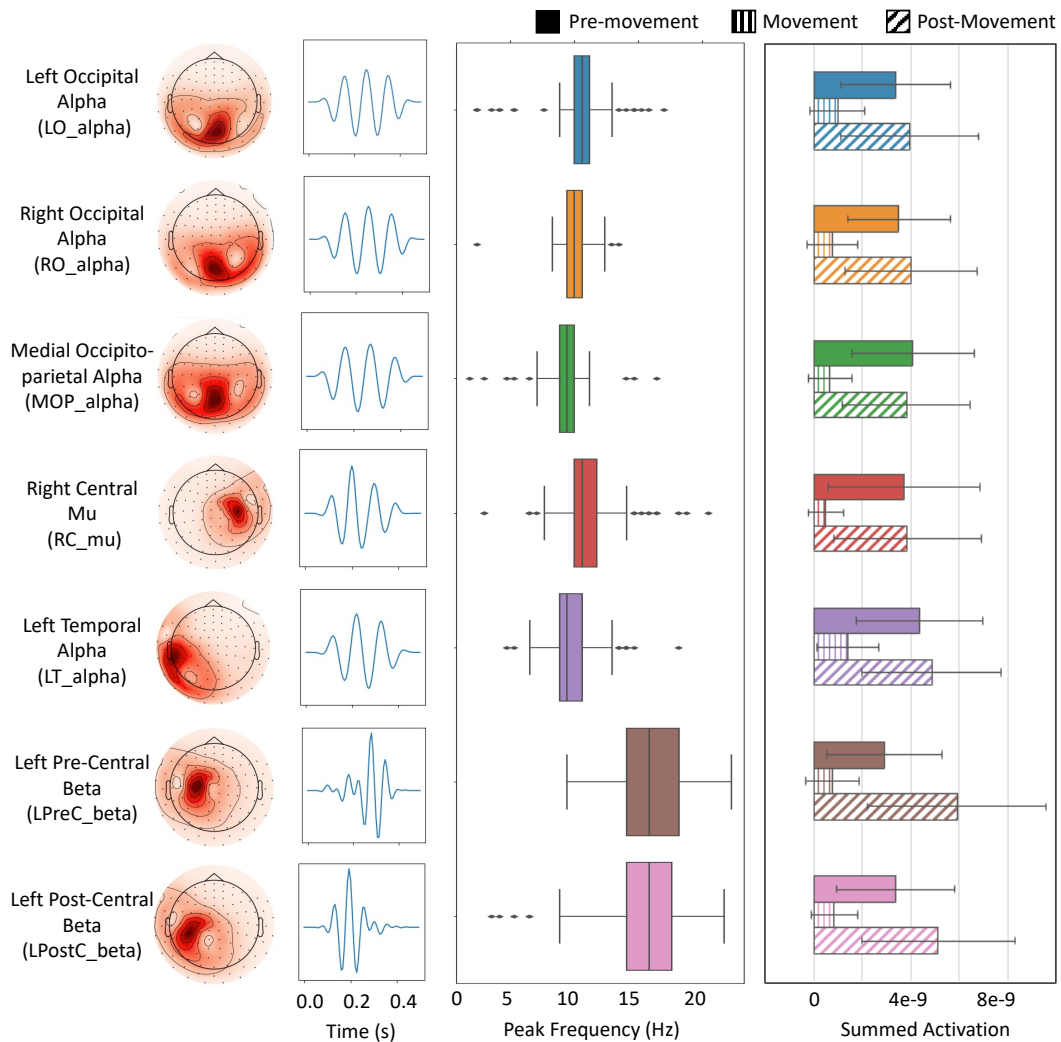 Pre-movement Movement Post-Movement
Left Occipital
Alpha
(LO_alpha)
Right Occipital
Alpha
(RO_alpha)
Medial Occipito-
parietal Alpha
(MOP_alpha)
Right Central
Mu
(RC_mu)
Left Temporal
Alpha
(LT_alpha)
Left Pre-Central
Beta
(LPreC_beta)
Left Post-Central
Beta
(LPostC_beta)
0.0 0.2 0.4
Time (s)
0 5 10 15 20
Peak Frequency (Hz)
0 4e-9 8e-9
Summed Activation